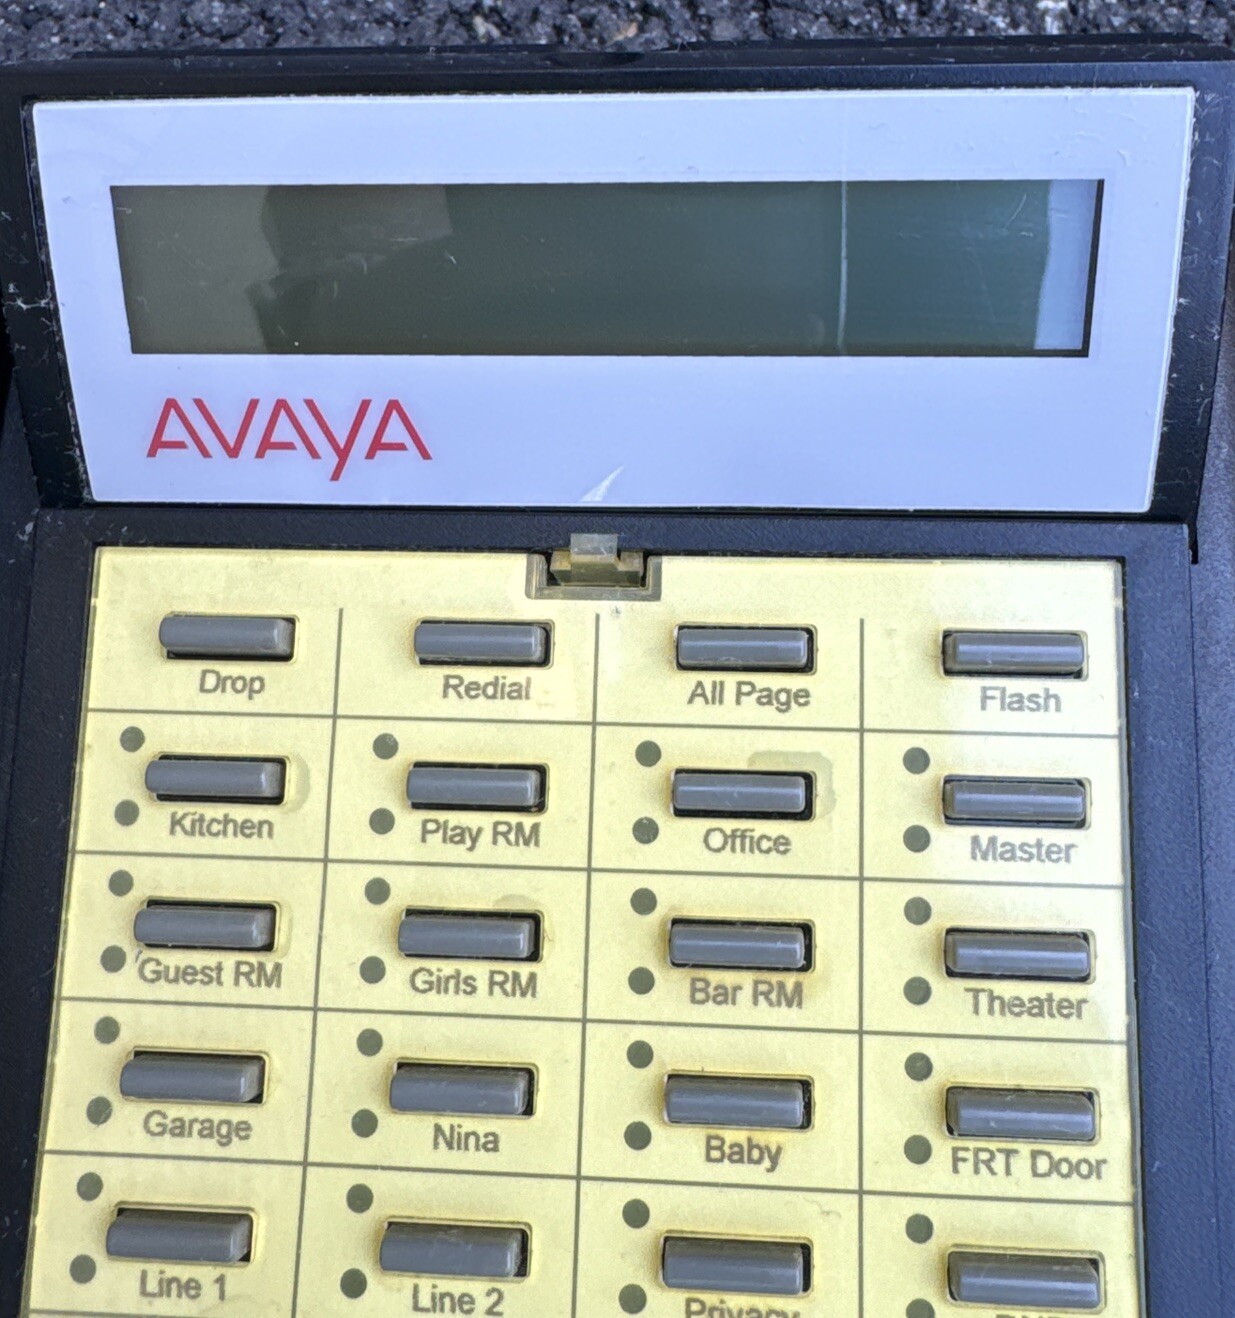 AVAYA
Drop Redial All Page Flash
Kitchen Play RM Office Master
Guest RM Girls RM Bar RM Theater
Garage Nina Baby FRT Door
Line 1 Line 2 Privacy